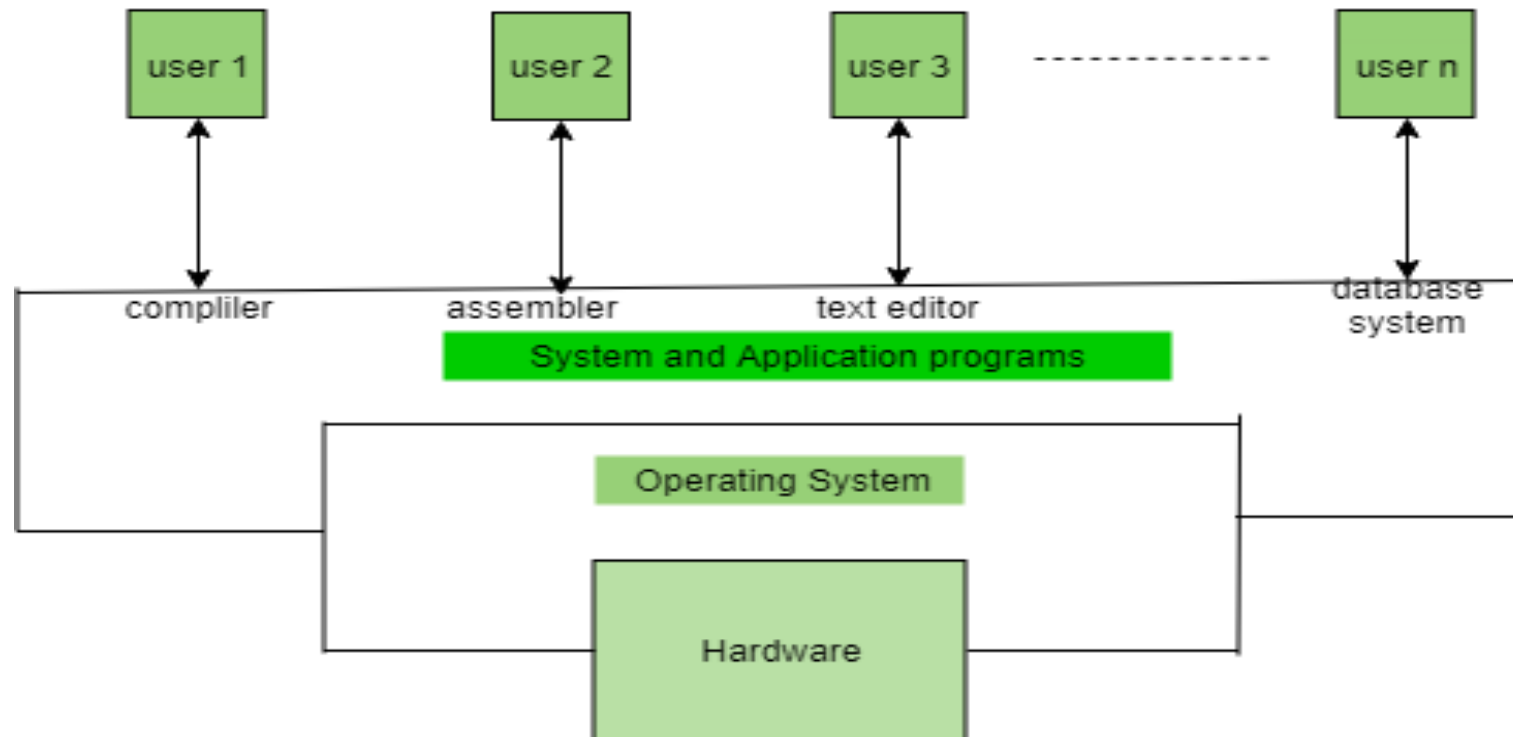 user 1
user 2
user 3
user n
compliler
assembler
text editor
database
system
System and Application programs
Operating System
Hardware